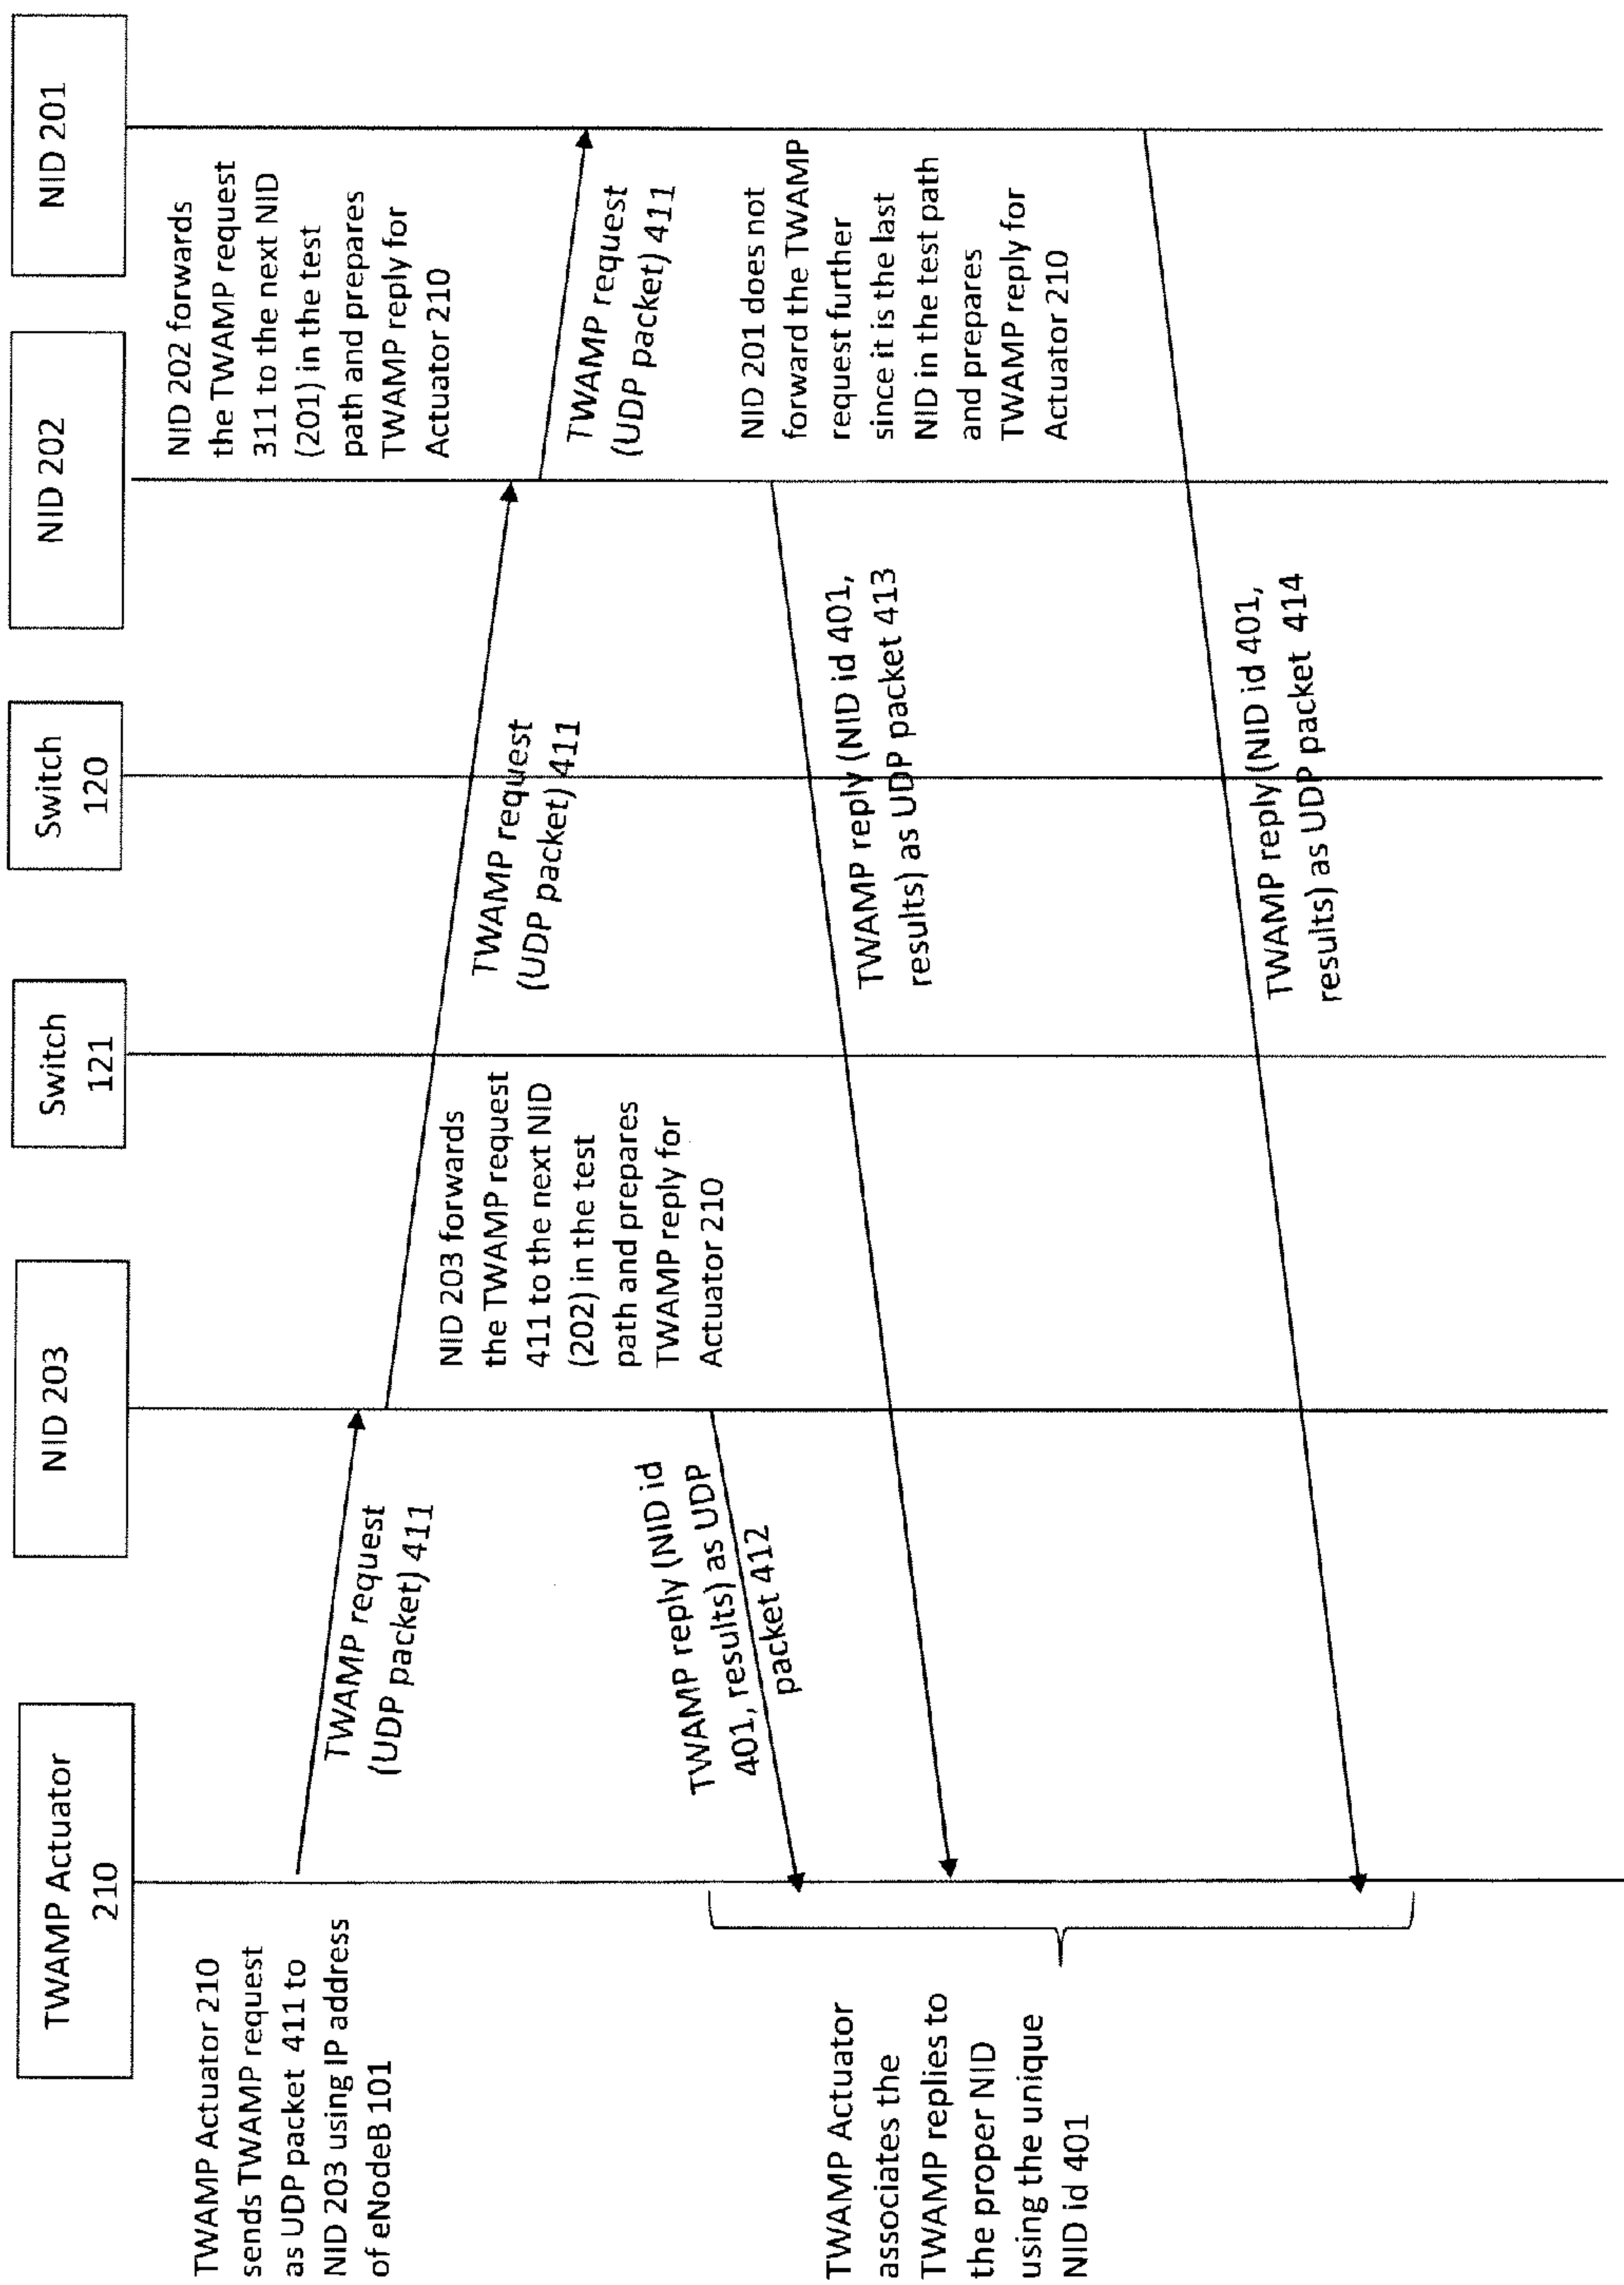 TWAMP Actuator
210
NID 203
Switch
121
Switch
120
NID 202
NID 201
TWAMP Actuator 210
sends TWAMP request
as UDP packet 411 to
NID 203 using IP address
of eNodeB 101
TWAMP request
(UDP packet) 411
NID 203 forwards
the TWAMP request
411 to the next NID
(202) in the test
path and prepares
TWAMP reply for
Actuator 210
TWAMP request
(UDP packet) 411
NID 202 forwards
the TWAMP request
311 to the next NID
(201) in the test
path and prepares
TWAMP reply for
Actuator 210
TWAMP request
(UDP packet) 411
NID 201 does not
forward the TWAMP
request further
since it is the last
NID in the test path
and prepares
TWAMP reply for
Actuator 210
TWAMP reply (NID id
401, results) as UDP
packet 412
TWAMP reply (NID id 401,
results) as UDP packet 413
TWAMP reply (NID id 401,
results) as UDP packet 414
TWAMP Actuator
associates the
TWAMP replies to
the proper NID
using the unique
NID id 401